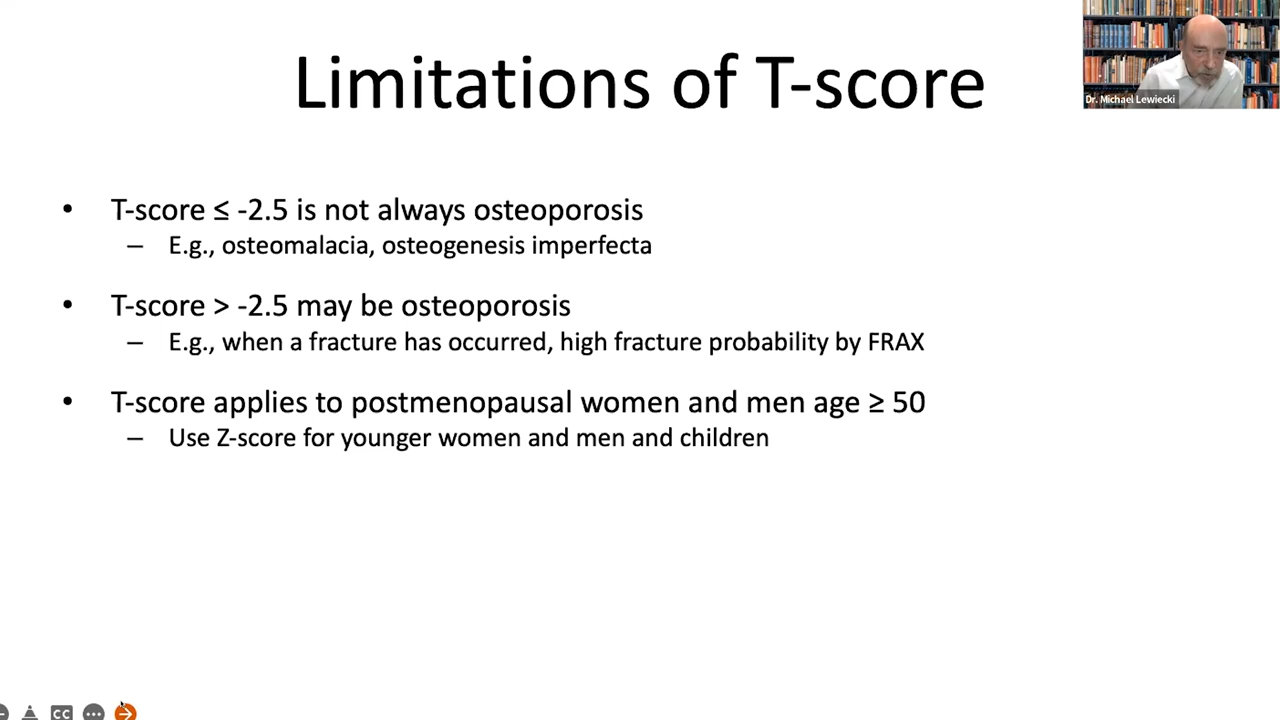 Limitations of T-score
Dr. Michael Lewiecki
• T-score ≤ -2.5 is not always osteoporosis
– E.g., osteomalacia, osteogenesis imperfecta
• T-score > -2.5 may be osteoporosis
– E.g., when a fracture has occurred, high fracture probability by FRAX
• T-score applies to postmenopausal women and men age ≥ 50
– Use Z-score for younger women and men and children
CC